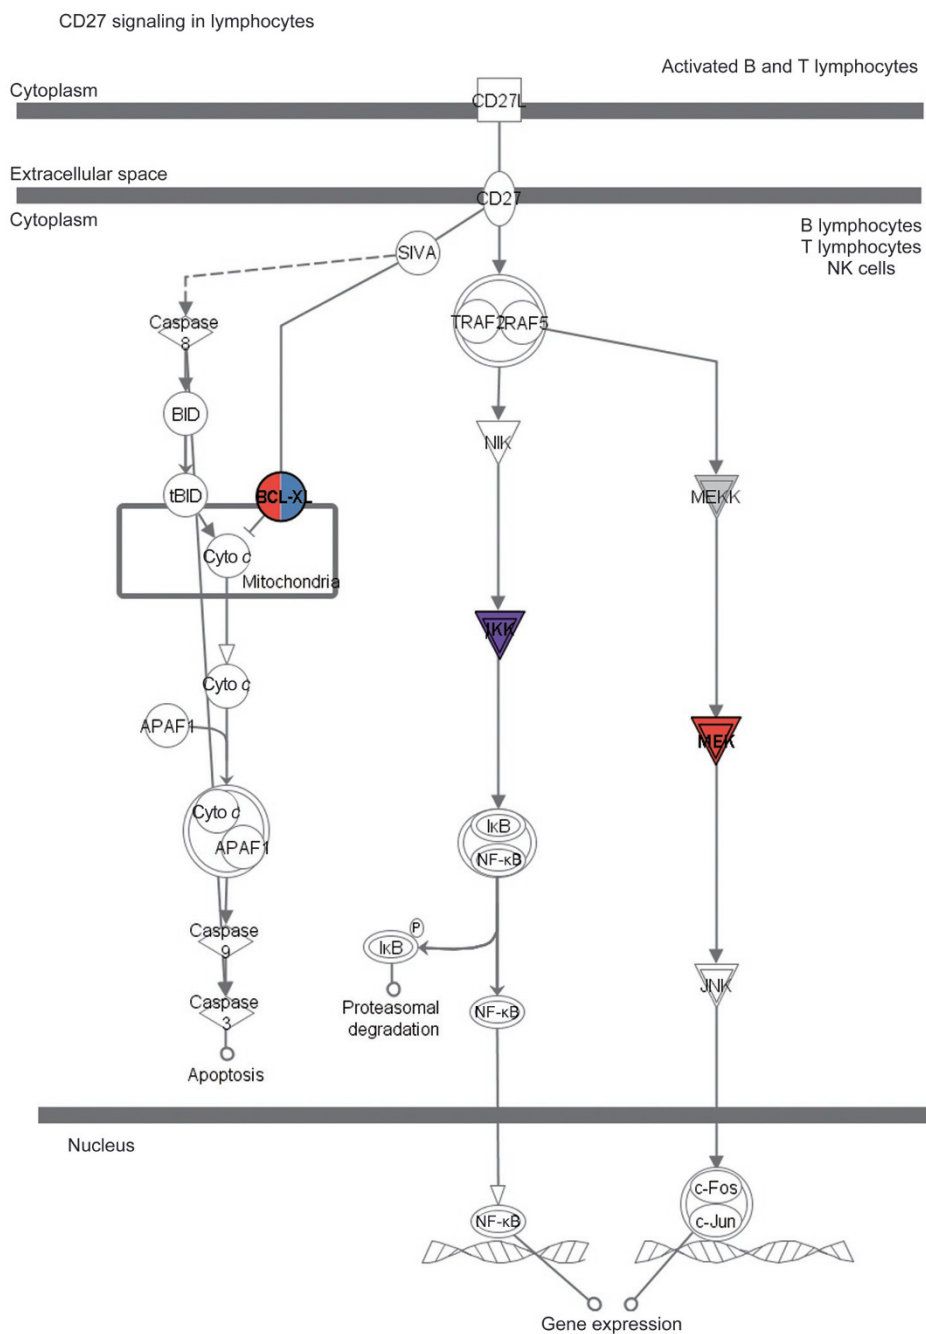 CD27 signaling in lymphocytes
Activated B and T lymphocytes
Cytoplasm
CD27L
Extracellular space
CD27
Cytoplasm
B lymphocytes
T lymphocytes
NK cells
SIVA
Caspase
8
TRAF2
TRAF5
BID
NIK
tBID
BCL-XL
MEKK
Cyto c
Mitochondria
IKK
Cyto c
APAF1
MEK
Cyto c
APAF1
IκB
NF-κB
Caspase
9
P
IκB
JNK
Caspase
3
Proteasomal
degradation
NF-κB
Apoptosis
Nucleus
c-Fos
NF-κB
c-Jun
Gene expression